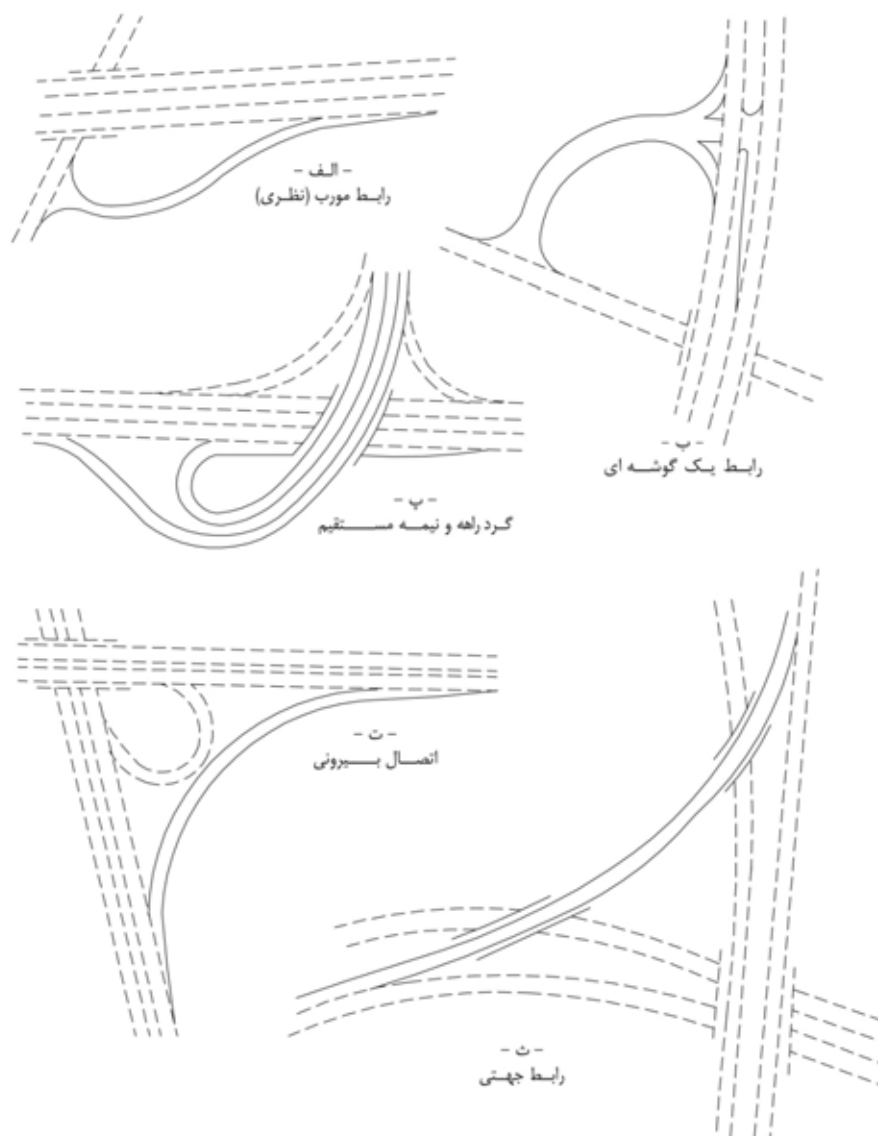 - الف -
رابط مورب (نظری)
- ب -
رابط یک گوشه ای
- پ -
گرد راهه و نیمه مستقیم
- ت -
اتصال بیرونی
- ث -
رابط جهتی